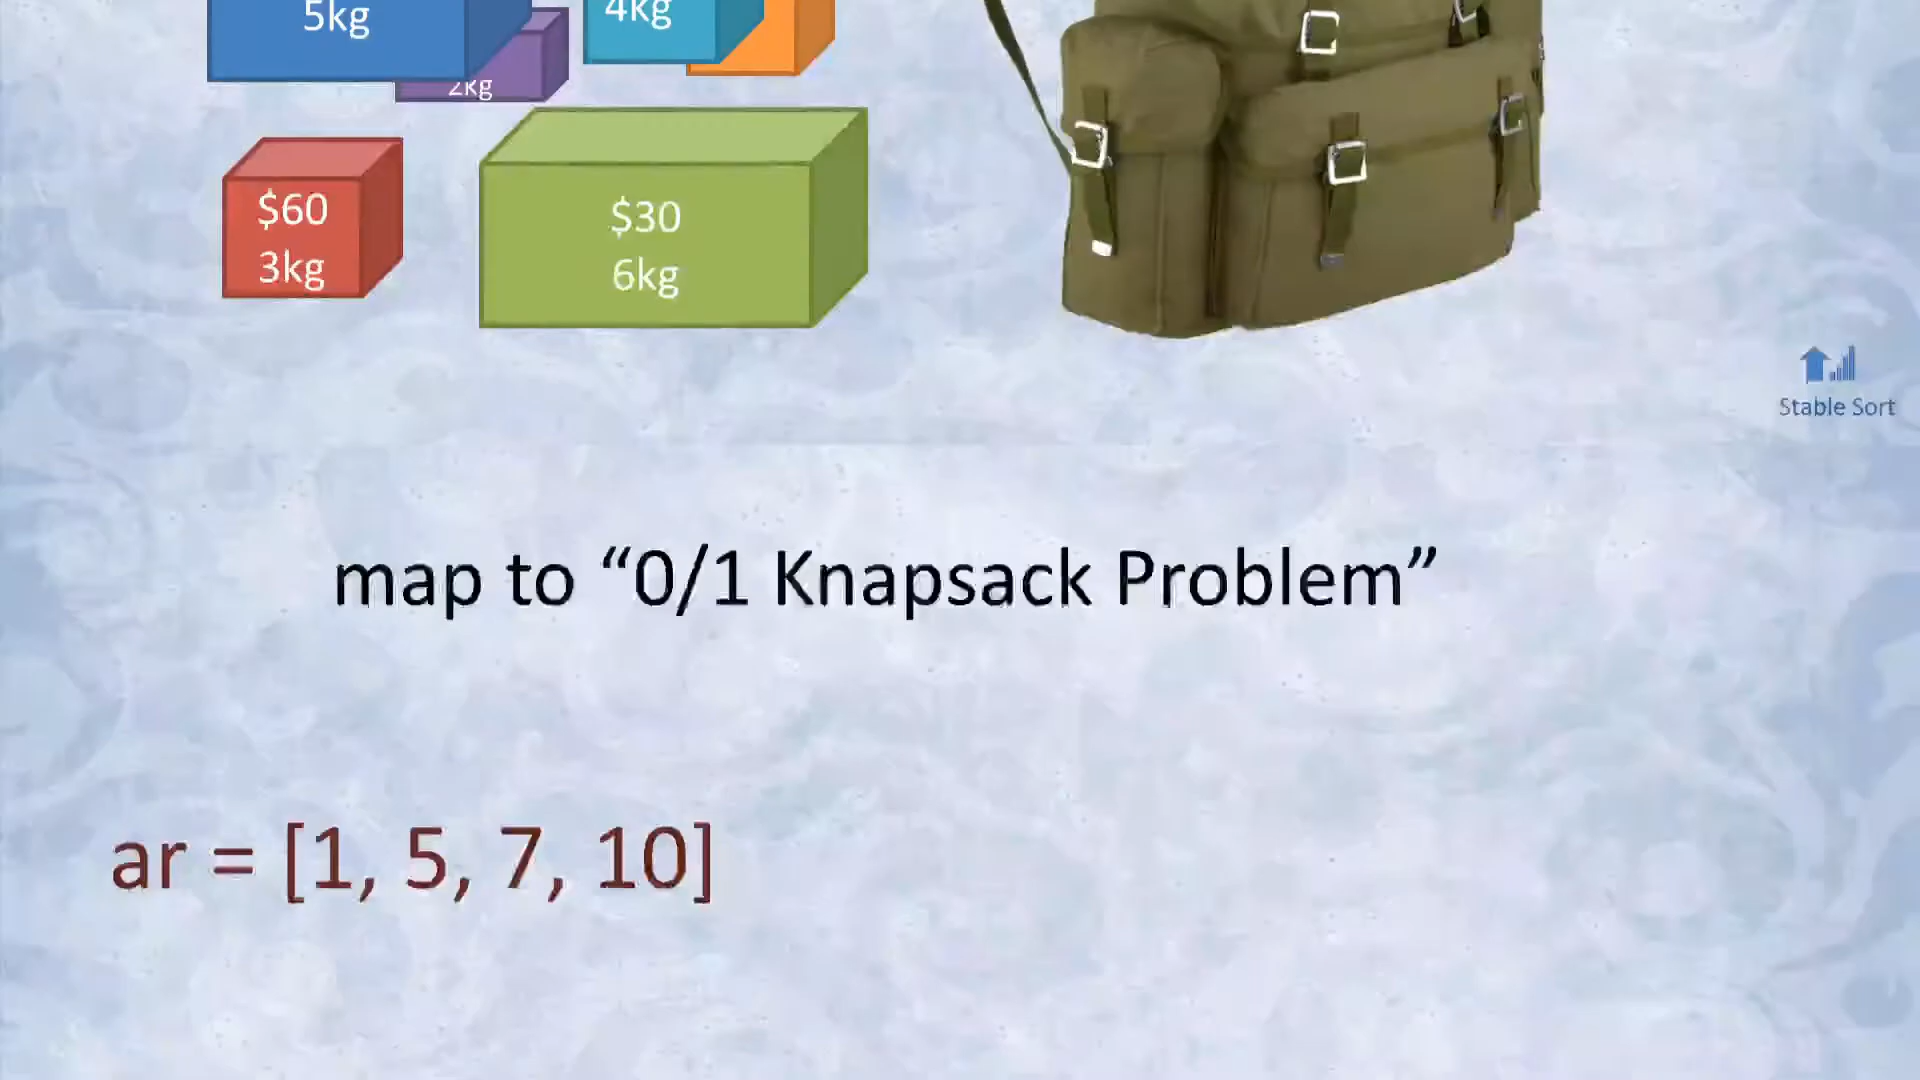 5kg
4kg
2kg
$60
3kg
$30
6kg
Stable Sort
map to “0/1 Knapsack Problem”
ar = [1, 5, 7, 10]